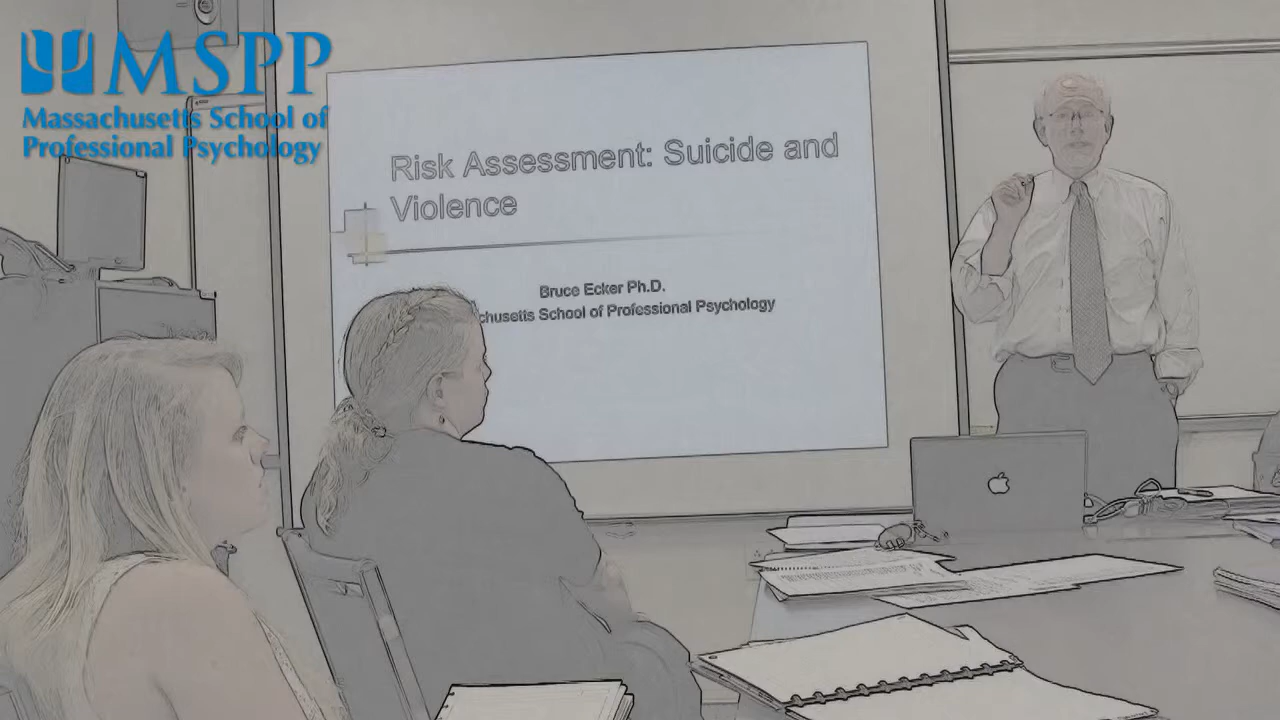 MSPP
Massachusetts School of
Professional Psychology
Risk Assessment: Suicide and
Violence
Bruce Ecker Ph.D.
chusetts School of Professional Psychology